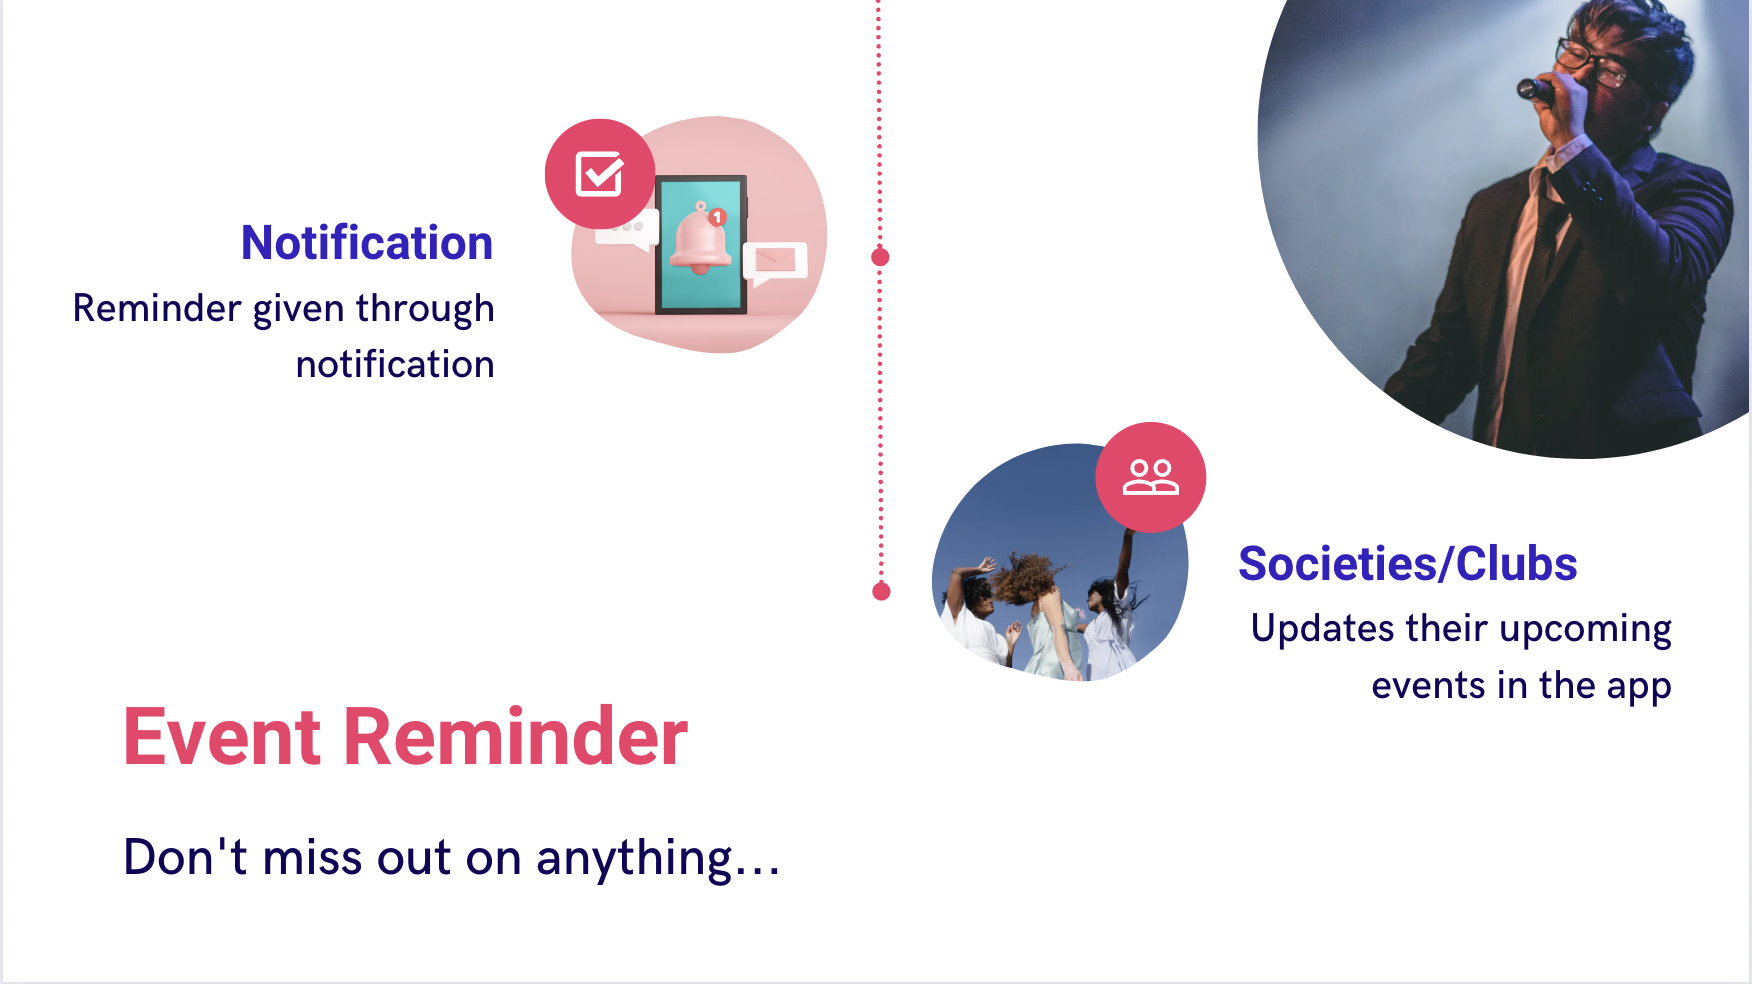 Notification
Reminder given through
notification
1
Societies/Clubs
Updates their upcoming
events in the app
Event Reminder
Don't miss out on anything...